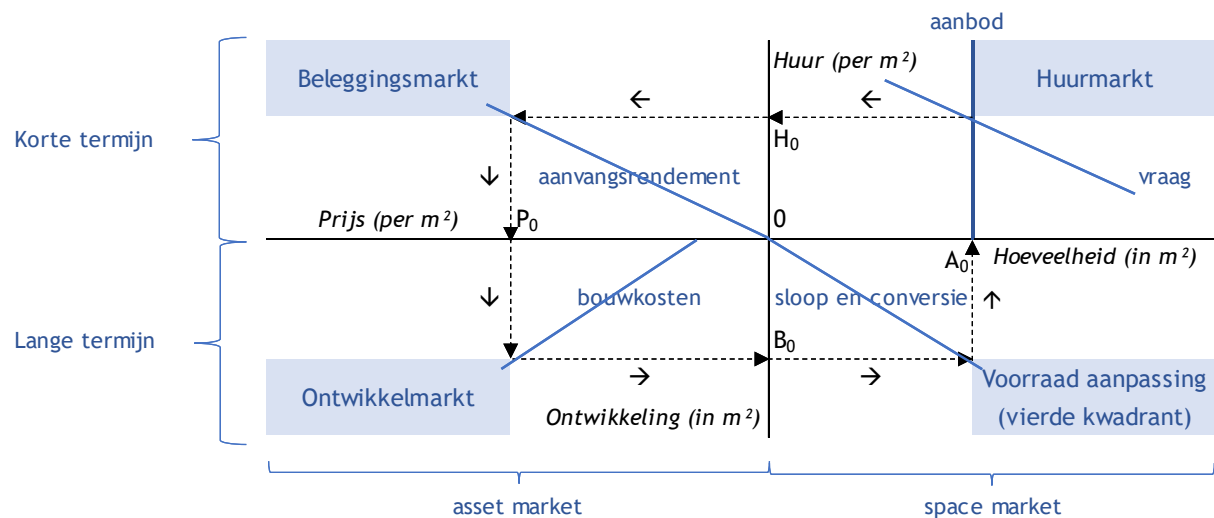 aanbod
Beleggingsmarkt
Huur (per m²)
Huurmarkt
←
←
Korte termijn
H₀
↓
aanvangsrendement
vraag
Prijs (per m²)
P₀
0
A₀
Hoeveelheid (in m²)
↓
bouwkosten
sloop en conversie
↑
Lange termijn
B₀
→
→
Ontwikkelmarkt
Ontwikkeling (in m²)
Voorraad aanpassing
(vierde kwadrant)
asset market
space market